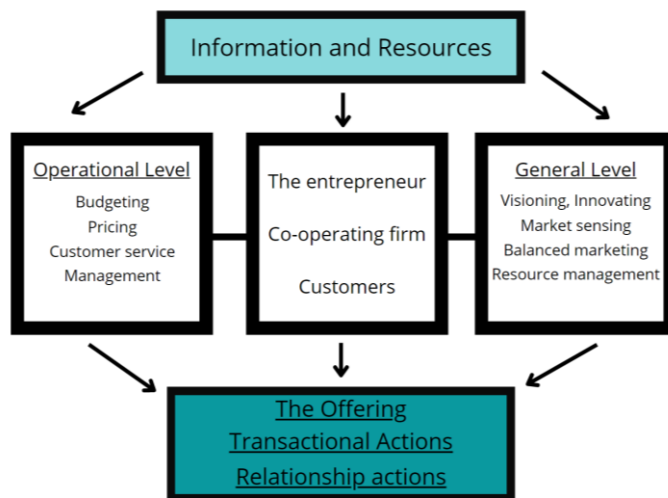 Information and Resources
Operational Level
Budgeting
Pricing
Customer service
Management
The entrepreneur
Co-operating firm
Customers
General Level
Visioning, Innovating
Market sensing
Balanced marketing
Resource management
The Offering
Transactional Actions
Relationship actions